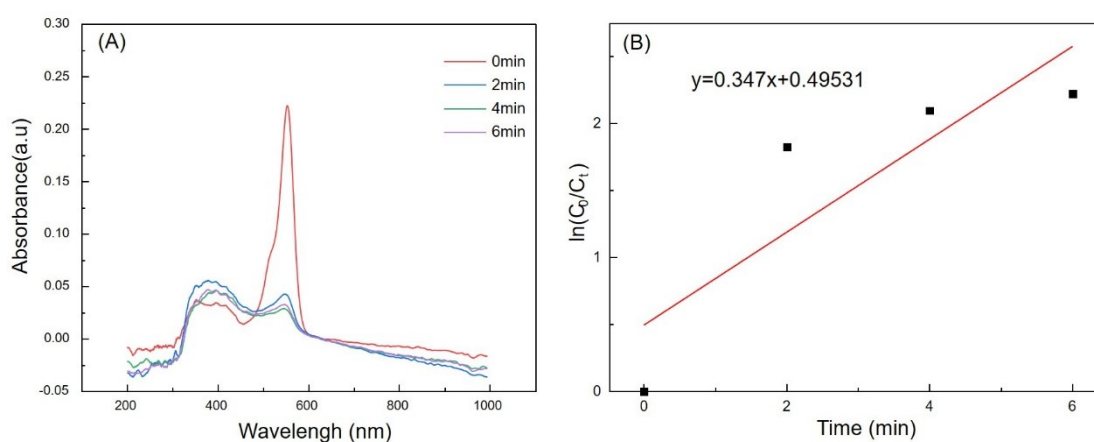 (A)
0.30
0.25
0.20
0.15
0.10
0.05
0.00
-0.05
Absorbance(a.u)
0min
2min
4min
6min
200
400
600
800
1000
Wavelengh (nm)
(B)
y=0.347x+0.49531
2
1
0
ln(C0/Ct)
0
2
4
6
Time (min)